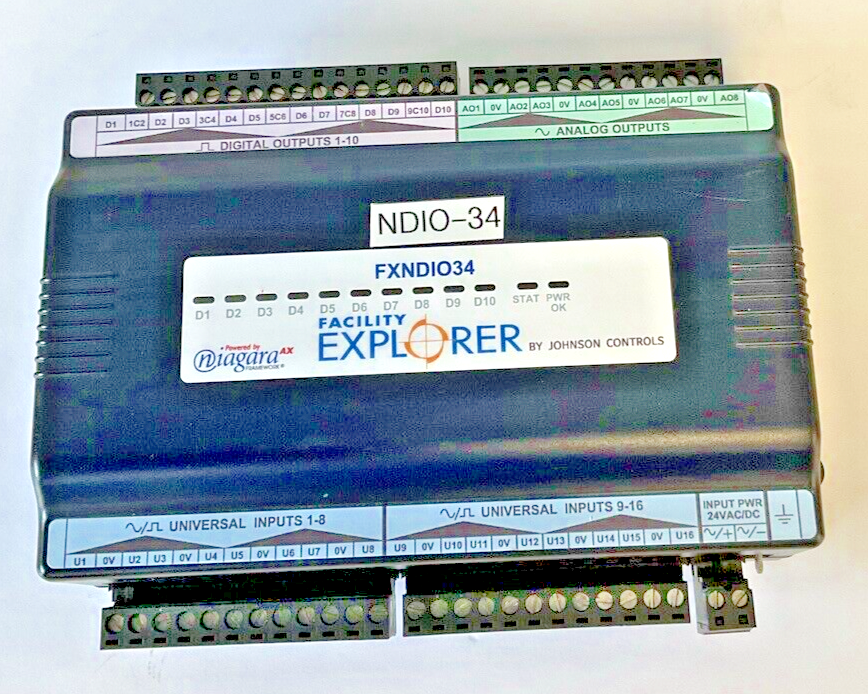 D1 1C2 D2 D3 3C4 D4 D5 5C6 D6 D7 7C8 D8 D9 9C10 D10
DIGITAL OUTPUTS 1-10
AO1 0V AO2 AO3 0V AO4 AO5 0V AO6 AO7 0V AO8
ANALOG OUTPUTS
NDIO-34
FXNDIO34
D1 D2 D3 D4 D5 D6 D7 D8 D9 D10 STAT PWR OK
Powered by
niagaraAX
FRAMEWORK®
FACILITY
EXPLORER BY JOHNSON CONTROLS
UNIVERSAL INPUTS 1-8
U1 0V U2 U3 0V U4 U5 0V U6 U7 0V U8
UNIVERSAL INPUTS 9-16
U9 0V U10 U11 0V U12 U13 0V U14 U15 0V U16
INPUT PWR
24VAC/DC
∿/+ ∿/−